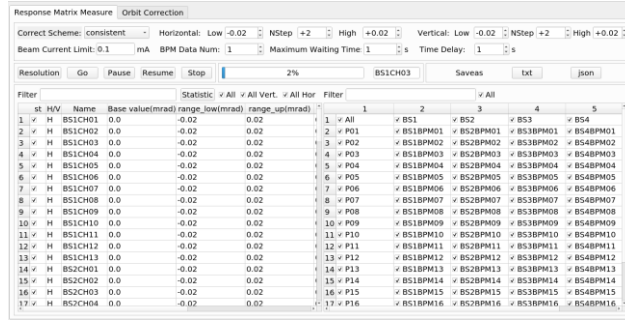 Response Matrix Measure Orbit Correction
Correct Scheme: consistent Horizontal: Low -0.02 NStep +2 High +0.02 Vertical: Low -0.02 NStep +2 High +0.02
Beam Current Limit: 0.1 mA BPM Data Num: 1 Maximum Waiting Time: 1 s Time Delay: 1 s
Resolution Go Pause Resume Stop 2% BS1CH03 Saveas txt json
Filter Statistic All All Vert. All Hor Filter All
st H/V Name Base value(mrad) range_low(mrad) range_up(mrad) 1 2 3 4 5
1 H BS1CH01 0.0 -0.02 0.02 1 All BS1 BS2 BS3 BS4
2 H BS1CH02 0.0 -0.02 0.02 2 P01 BS1BPM01 BS2BPM01 BS3BPM01 BS4BPM01
3 H BS1CH03 0.0 -0.02 0.02 3 P02 BS1BPM02 BS2BPM02 BS3BPM02 BS4BPM02
4 H BS1CH04 0.0 -0.02 0.02 4 P03 BS1BPM03 BS2BPM03 BS3BPM03 BS4BPM03
5 H BS1CH05 0.0 -0.02 0.02 5 P04 BS1BPM04 BS2BPM04 BS3BPM04 BS4BPM04
6 H BS1CH06 0.0 -0.02 0.02 6 P05 BS1BPM05 BS2BPM05 BS3BPM05 BS4BPM05
7 H BS1CH07 0.0 -0.02 0.02 7 P06 BS1BPM06 BS2BPM06 BS3BPM06 BS4BPM06
8 H BS1CH08 0.0 -0.02 0.02 8 P07 BS1BPM07 BS2BPM07 BS3BPM07 BS4BPM07
9 H BS1CH09 0.0 -0.02 0.02 9 P08 BS1BPM08 BS2BPM08 BS3BPM08 BS4BPM08
10 H BS1CH10 0.0 -0.02 0.02 10 P09 BS1BPM09 BS2BPM09 BS3BPM09 BS4BPM09
11 H BS1CH11 0.0 -0.02 0.02 11 P10 BS1BPM10 BS2BPM10 BS3BPM10 BS4BPM10
12 H BS1CH12 0.0 -0.02 0.02 12 P11 BS1BPM11 BS2BPM11 BS3BPM11 BS4BPM11
13 H BS1CH13 0.0 -0.02 0.02 13 P12 BS1BPM12 BS2BPM12 BS3BPM12 BS4BPM12
14 H BS2CH01 0.0 -0.02 0.02 14 P13 BS1BPM13 BS2BPM13 BS3BPM13 BS4BPM13
15 H BS2CH02 0.0 -0.02 0.02 15 P14 BS1BPM14 BS2BPM14 BS3BPM14 BS4BPM14
16 H BS2CH03 0.0 -0.02 0.02 16 P15 BS1BPM15 BS2BPM15 BS3BPM15 BS4BPM15
17 H BS2CH04 0.0 -0.02 0.02 17 P16 BS1BPM16 BS2BPM16 BS3BPM16 BS4BPM16